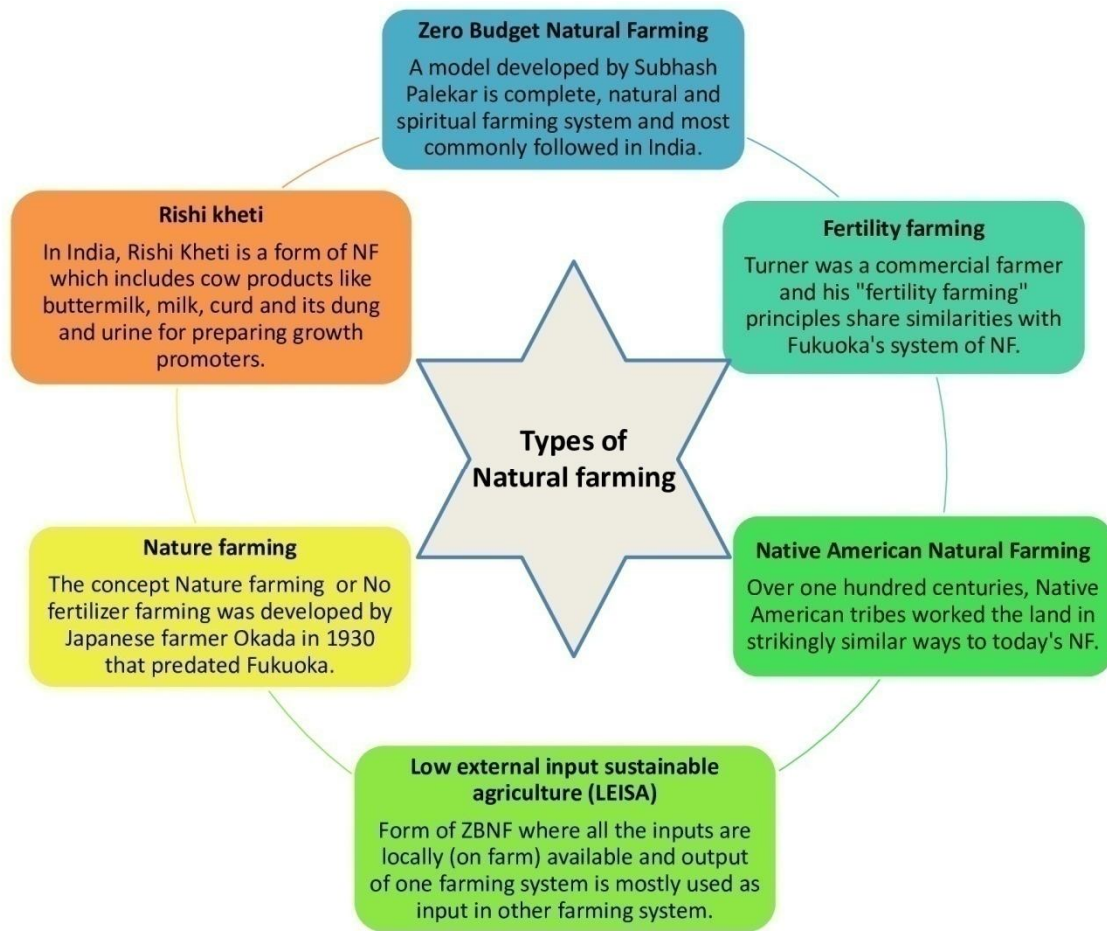 Zero Budget Natural Farming
A model developed by Subhash
Palekar is complete, natural and
spiritual farming system and most
commonly followed in India.
Fertility farming
Turner was a commercial farmer
and his "fertility farming"
principles share similarities with
Fukuoka's system of NF.
Native American Natural Farming
Over one hundred centuries, Native
American tribes worked the land in
strikingly similar ways to today's NF.
Low external input sustainable
agriculture (LEISA)
Form of ZBNF where all the inputs are
locally (on farm) available and output
of one farming system is mostly used as
input in other farming system.
Nature farming
The concept Nature farming or No
fertilizer farming was developed by
Japanese farmer Okada in 1930
that predated Fukuoka.
Rishi kheti
In India, Rishi Kheti is a form of NF
which includes cow products like
buttermilk, milk, curd and its dung
and urine for preparing growth
promoters.
Types of
Natural farming